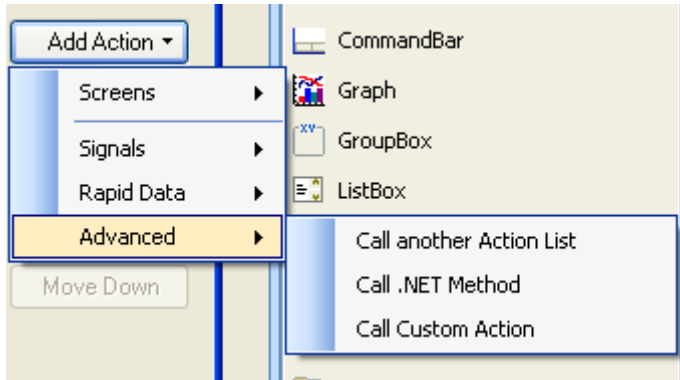 Add Action
Screens
Signals
Rapid Data
Advanced
Move Down
CommandBar
Graph
XY
GroupBox
ListBox
Call another Action List
Call .NET Method
Call Custom Action